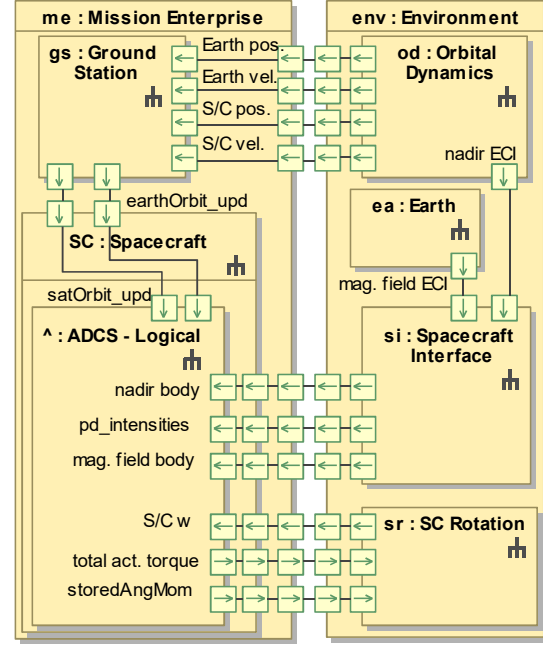 me : Mission Enterprise
env : Environment
gs : Ground
Station
Earth pos.
Earth vel.
S/C pos.
S/C vel.
od : Orbital
Dynamics
nadir ECI
earthOrbit_upd
ea : Earth
SC : Spacecraft
mag. field ECI
satOrbit_upd
^ : ADCS - Logical
si : Spacecraft
Interface
nadir body
pd_intensities
mag. field body
S/C w
sr : SC Rotation
total act. torque
storedAngMom